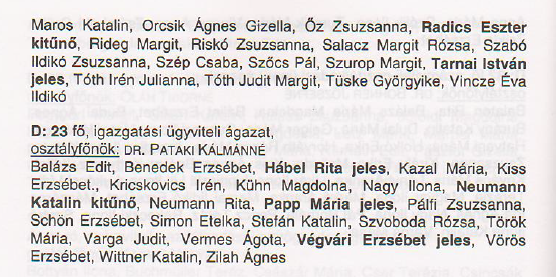 Maros Katalin, Orcsik Ágnes Gizella, Őz Zsuzsanna, Radics Eszter
kitűnő, Rideg Margit, Riskó Zsuzsanna, Salacz Margit Rózsa, Szabó
Ildikó Zsuzsanna, Szép Csaba, Szőcs Pál, Szurop Margit, Tarnai István
jeles, Tóth Irén Julianna, Tóth Judit Margit, Tüske Györgyike, Vincze Éva
Ildikó
D: 23 fő, igazgatási ügyviteli ágazat,
osztályfőnök: DR. PATAKI KÁLMÁNNÉ
Balázs Edit, Benedek Erzsébet, Hábel Rita jeles, Kazal Mária, Kiss
Erzsébet., Kricskovics Irén, Kühn Magdolna, Nagy Ilona, Neumann
Katalin kitűnő, Neumann Rita, Papp Mária jeles, Pálfi Zsuzsanna,
Schön Erzsébet, Simon Etelka, Stefán Katalin, Szvoboda Rózsa, Török
Mária, Varga Judit, Vermes Ágota, Végvári Erzsébet jeles, Vörös
Erzsébet, Wittner Katalin, Zilah Ágnes